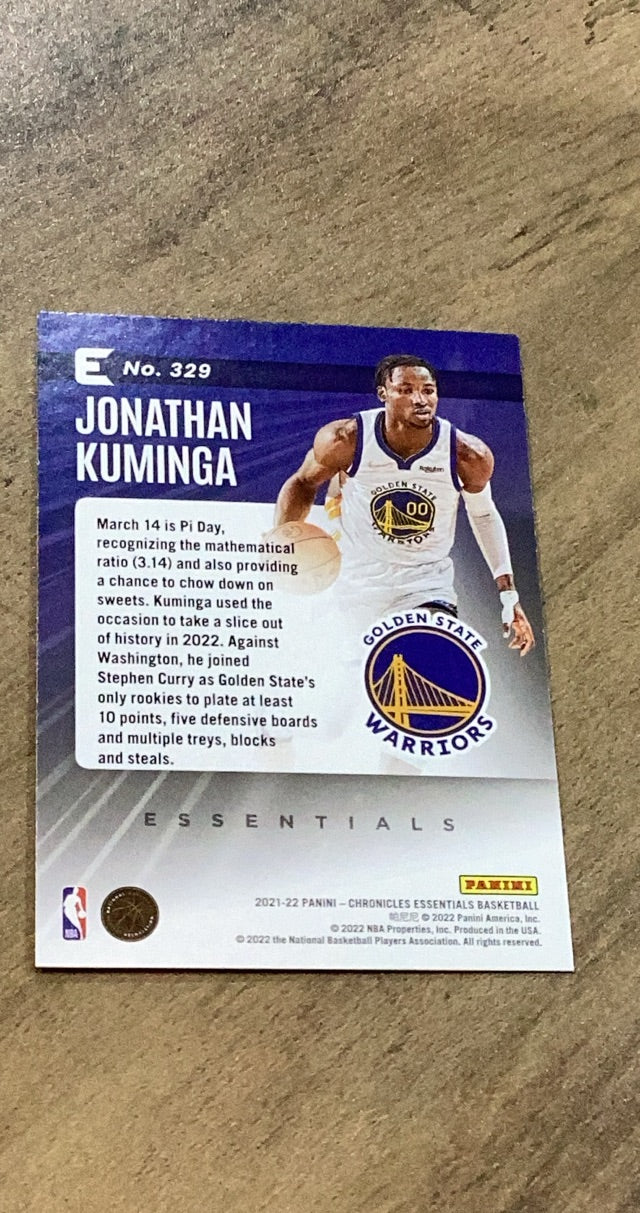 E No. 329
JONATHAN
KUMINGA
March 14 is Pi Day,
recognizing the mathematical
ratio (3.14) and also providing
a chance to chow down on
sweets. Kuminga used the
occasion to take a slice out
of history in 2022. Against
Washington, he joined
Stephen Curry as Golden State's
only rookies to plate at least
10 points, five defensive boards
and multiple treys, blocks
and steals.
Rakuten
GOLDEN STATE
00
WARRIORS
GOLDEN STATE
WARRIORS
ESSENTIALS
PANINI
2021-22 PANINI – CHRONICLES ESSENTIALS BASKETBALL
帕尼尼 © 2022 Panini America, Inc.
© 2022 NBA Properties, Inc. Produced in the USA.
© 2022 the National Basketball Players Association. All rights reserved.
NBA